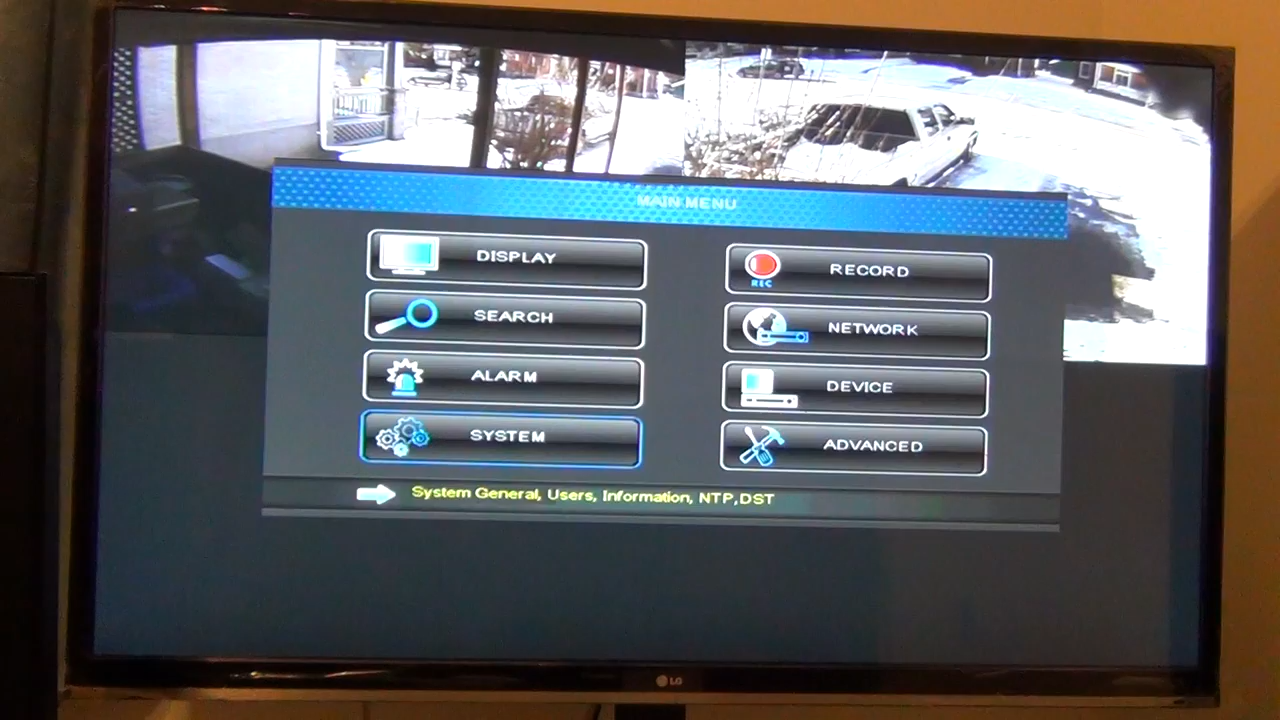 MAIN MENU
DISPLAY
RECORD
REC
SEARCH
NETWORK
ALARM
DEVICE
SYSTEM
ADVANCED
System General, Users, Information, NTP,DST
LG